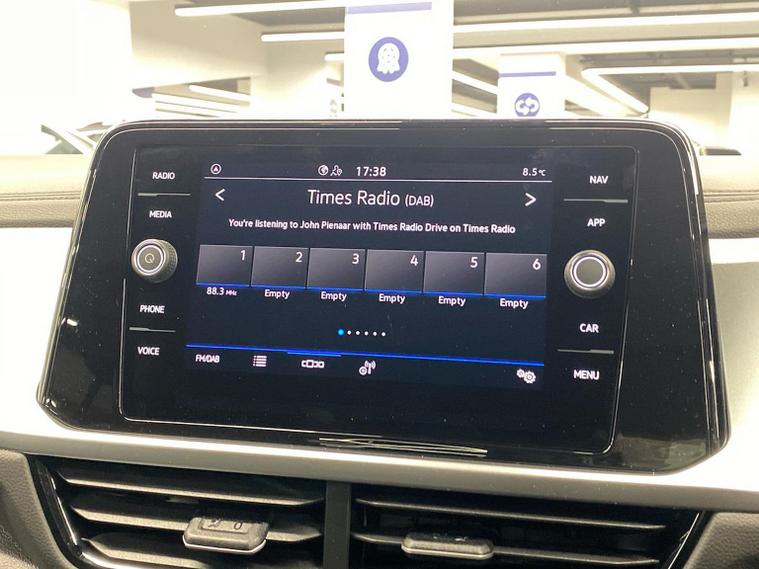 RADIO
MEDIA
PHONE
VOICE
17:38
8.5°C
Times Radio (DAB)
You're listening to John Pienaar with Times Radio Drive on Times Radio
1 2 3 4 5 6
88.3 MHz Empty Empty Empty Empty Empty
FM/DAB
NAV
APP
CAR
MENU